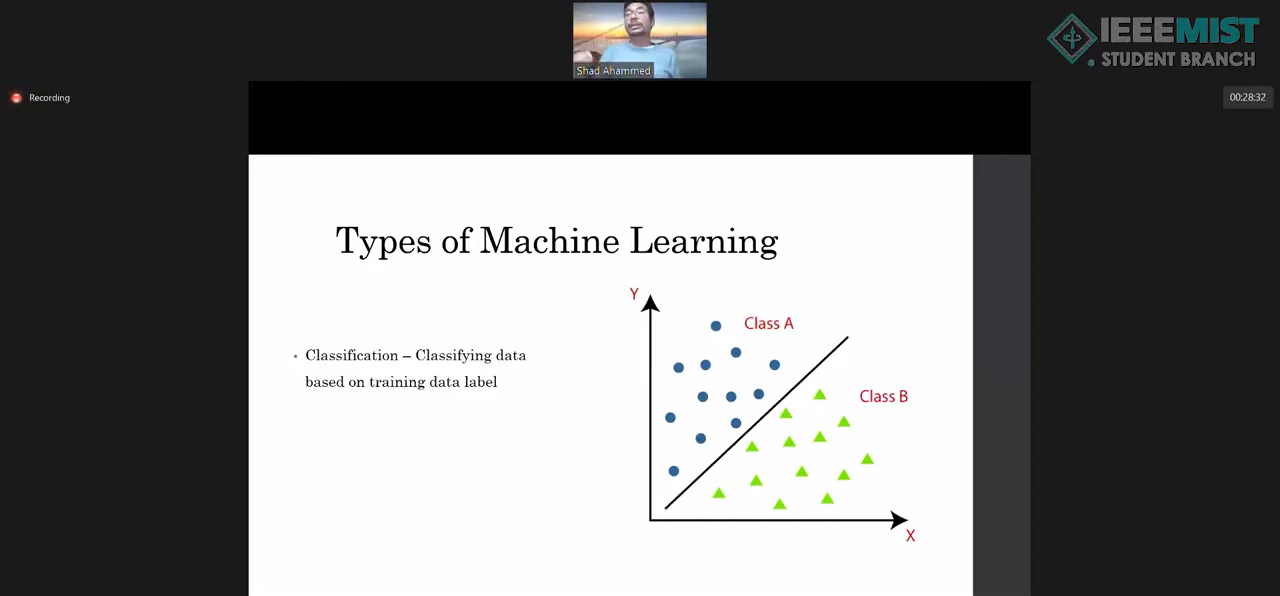 IEEEMIST
STUDENT BRANCH
Shad Ahammed
Recording
00:28:32
Types of Machine Learning
• Classification – Classifying data
based on training data label
Y
Class A
Class B
X